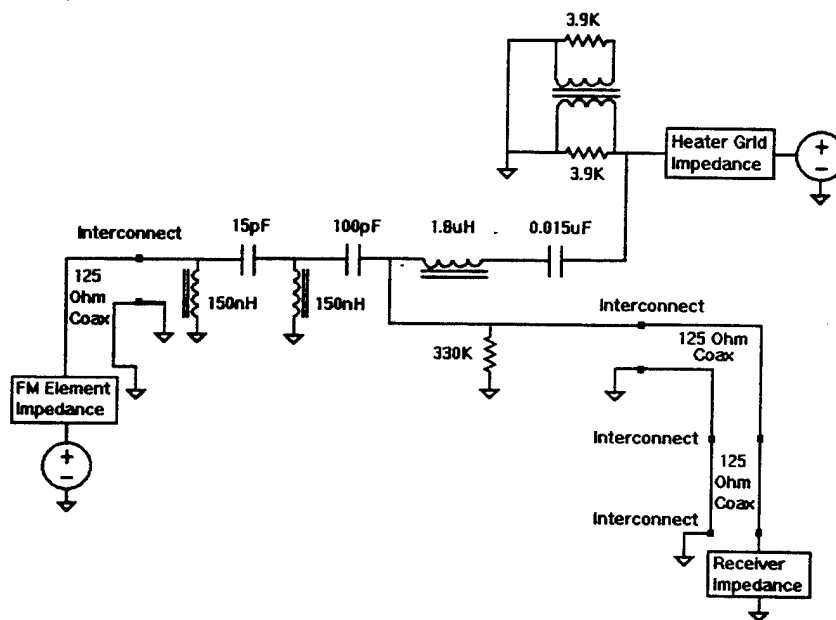 3.9K
3.9K
Heater Grid
Impedance
+
−
15pF
100pF
1.8uH
0.015uF
Interconnect
125
Ohm
Coax
150nH
150nH
330K
Interconnect
125 Ohm
Coax
FM Element
Impedance
+
−
Interconnect
125
Ohm
Coax
Interconnect
Receiver
Impedance